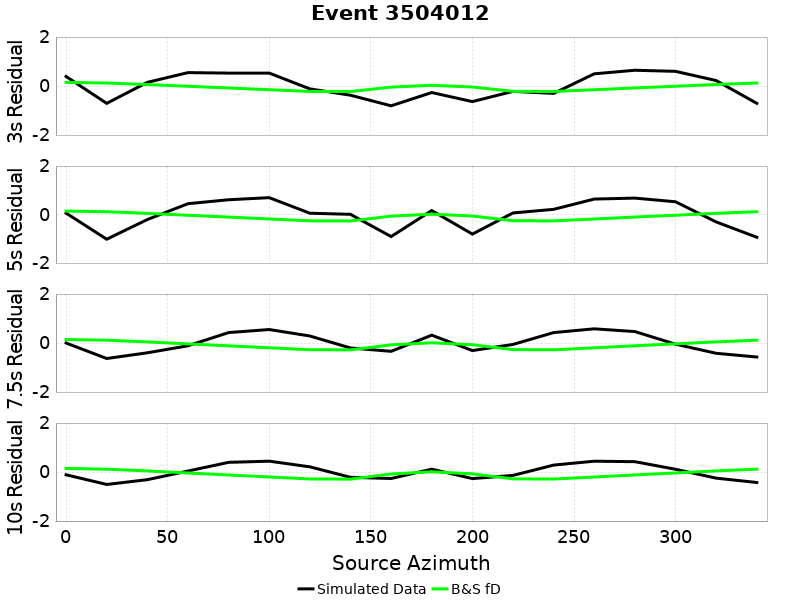 Event 3504012
3s Residual
2
0
-2
5s Residual
2
0
-2
7.5s Residual
2
0
-2
10s Residual
2
0
-2
0 50 100 150 200 250 300
Source Azimuth
Simulated Data B&S fD